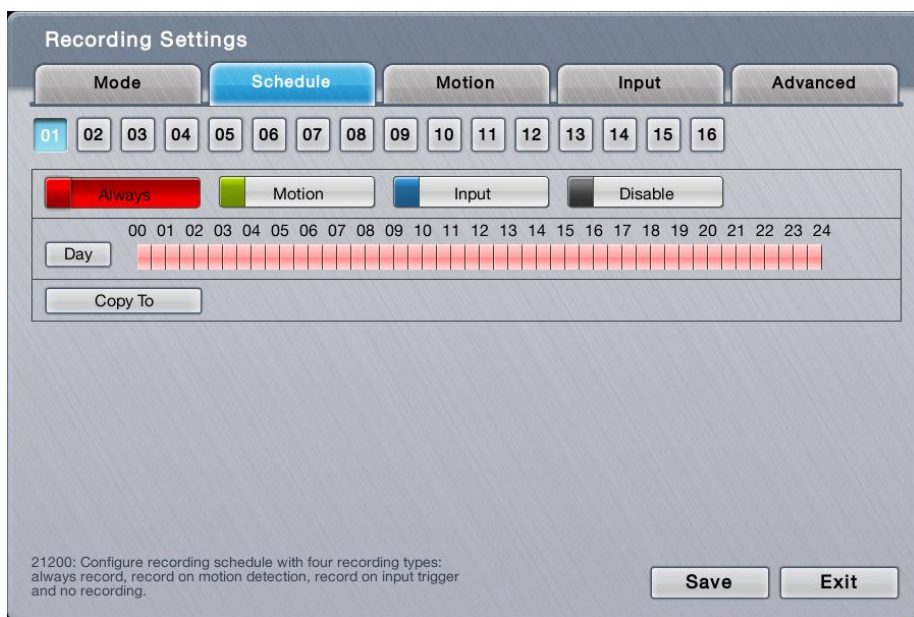 Recording Settings
Mode Schedule Motion Input Advanced
01 02 03 04 05 06 07 08 09 10 11 12 13 14 15 16
Always Motion Input Disable
00 01 02 03 04 05 06 07 08 09 10 11 12 13 14 15 16 17 18 19 20 21 22 23 24
Day
Copy To
21200: Configure recording schedule with four recording types:
always record, record on motion detection, record on input trigger
and no recording.
Save Exit